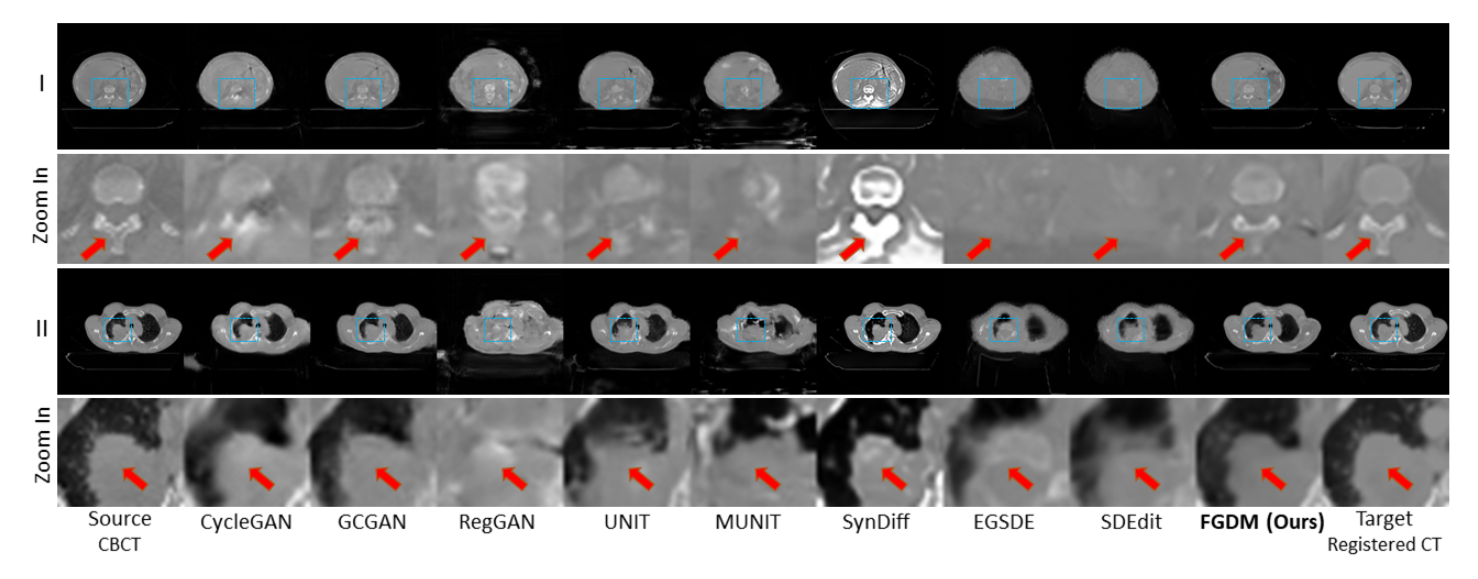 I
Zoom In
II
Zoom In
Source
CBCT
CycleGAN
GCGAN
RegGAN
UNIT
MUNIT
SynDiff
EGSDE
SDEdit
FGDM (Ours)
Target
Registered CT